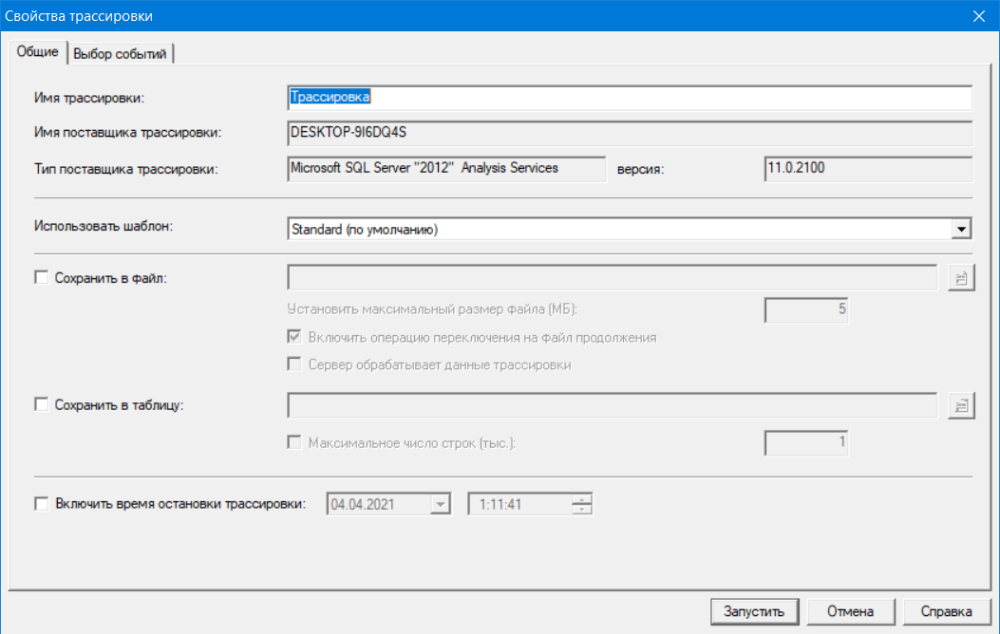 Свойства трассировки
Общие Выбор событий
Имя трассировки: Трассировка
Имя поставщика трассировки: DESKTOP-9I6DQ4S
Тип поставщика трассировки: Microsoft SQL Server "2012" Analysis Services версия: 11.0.2100
Использовать шаблон: Standard (по умолчанию)
Сохранить в файл:
Установить максимальный размер файла (МБ): 5
Включить операцию переключения на файл продолжения
Сервер обрабатывает данные трассировки
Сохранить в таблицу:
Максимальное число строк (тыс.): 1
Включить время остановки трассировки: 04.04.2021 1:11:41
Запустить Отмена Справка